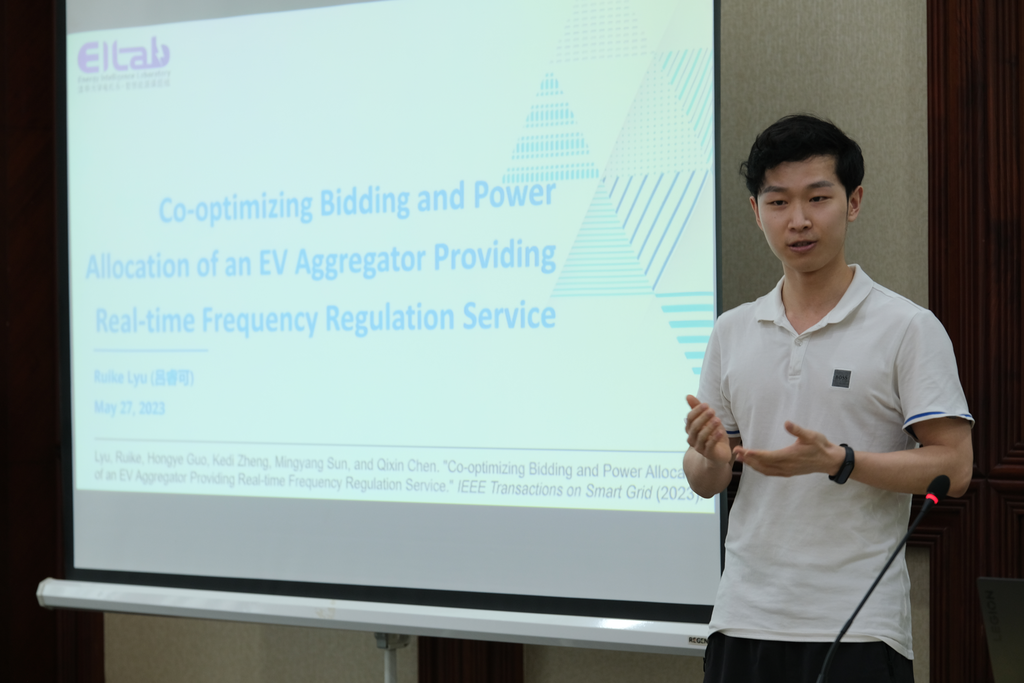 EILab
Co-optimizing Bidding and Power
Allocation of an EV Aggregator Providing
Real-time Frequency Regulation Service
Ruike Lyu (吕睿可)
May 27, 2023
Lyu, Ruike, Hongye Guo, Kedi Zheng, Mingyang Sun, and Qixin Chen. "Co-optimizing Bidding and Power Alloca
of an EV Aggregator Providing Real-time Frequency Regulation Service." IEEE Transactions on Smart Grid (2023).